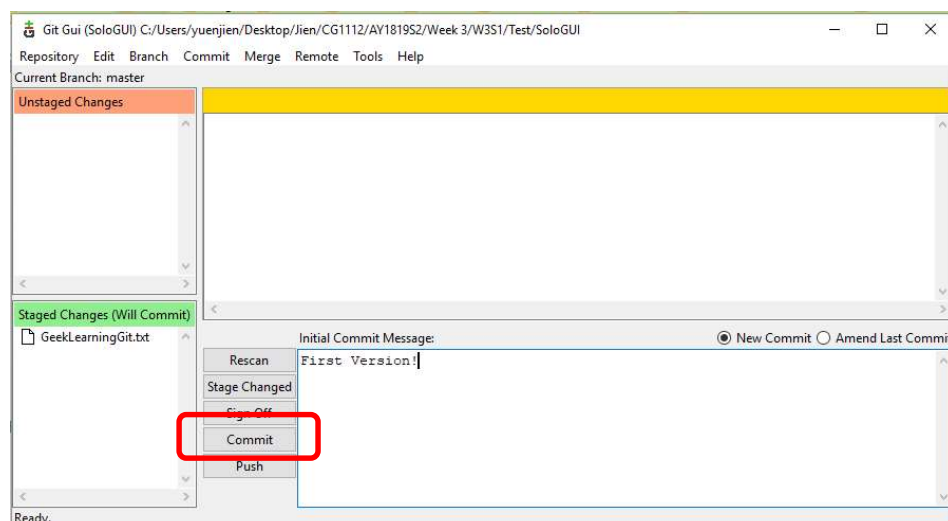 Git Gui (SoloGUI) C:/Users/yuenjien/Desktop/Jien/CG1112/AY1819S2/Week 3/W3S1/Test/SoloGUI
Repository Edit Branch Commit Merge Remote Tools Help
Current Branch: master
Unstaged Changes
Staged Changes (Will Commit)
GeekLearningGit.txt
Initial Commit Message:
New Commit
Amend Last Commi
Rescan
First Version!
Stage Changed
Sign Off
Commit
Push
Ready.